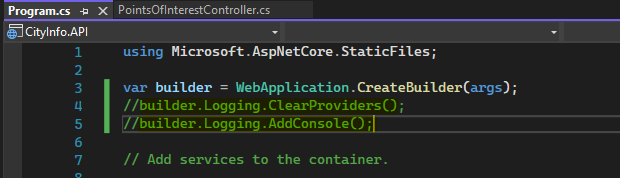 Program.cs
PointsOfInterestController.cs
CityInfo.API
1 using Microsoft.AspNetCore.StaticFiles;
2
3 var builder = WebApplication.CreateBuilder(args);
4 //builder.Logging.ClearProviders();
5 //builder.Logging.AddConsole();
6
7 // Add services to the container.